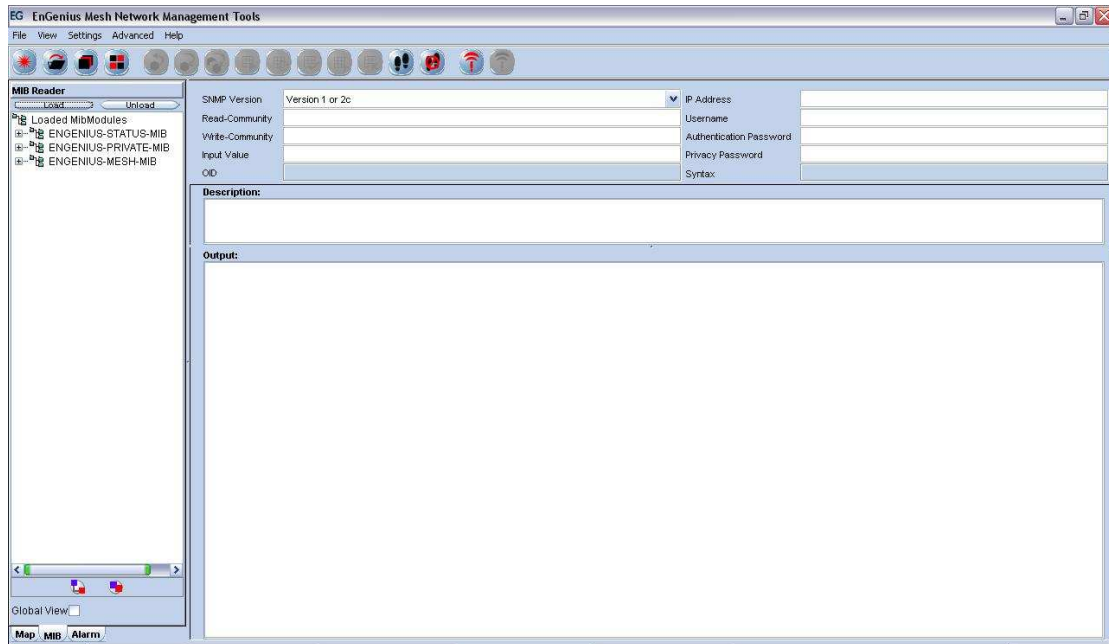 EG EnGenius Mesh Network Management Tools
File View Settings Advanced Help
MIB Reader
Load Unload
Loaded MibModules
ENGENIUS-STATUS-MIB
ENGENIUS-PRIVATE-MIB
ENGENIUS-MESH-MIB
SNMP Version Version 1 or 2c IP Address
Read-Community Username
Write-Community Authentication Password
Input Value Privacy Password
OID Syntax
Description:
Output:
Global View
Map MIB Alarm